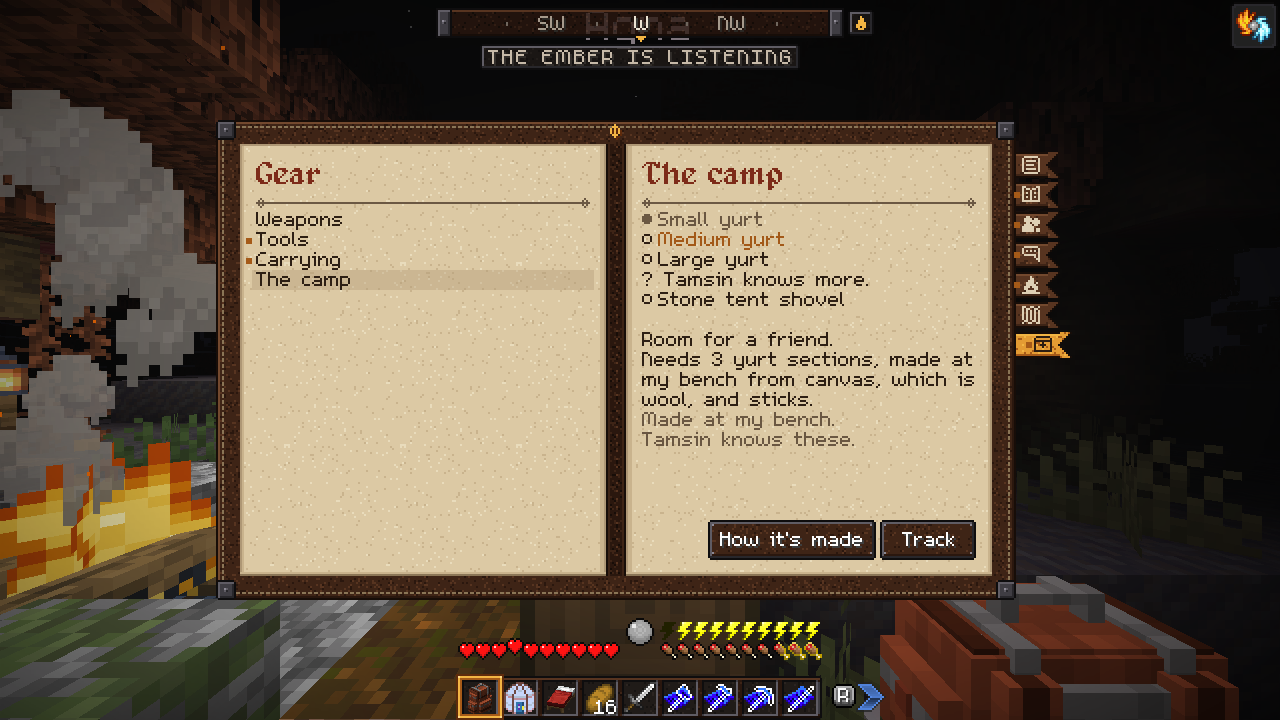 SW W NW
THE EMBER IS LISTENING
Gear
Weapons
Tools
Carrying
The camp
The camp
Small yurt
Medium yurt
Large yurt
? Tamsin knows more.
Stone tent shovel
Room for a friend.
Needs 3 yurt sections, made at
my bench from canvas, which is
wool, and sticks.
Made at my bench.
Tamsin knows these.
How it's made
Track
16
R